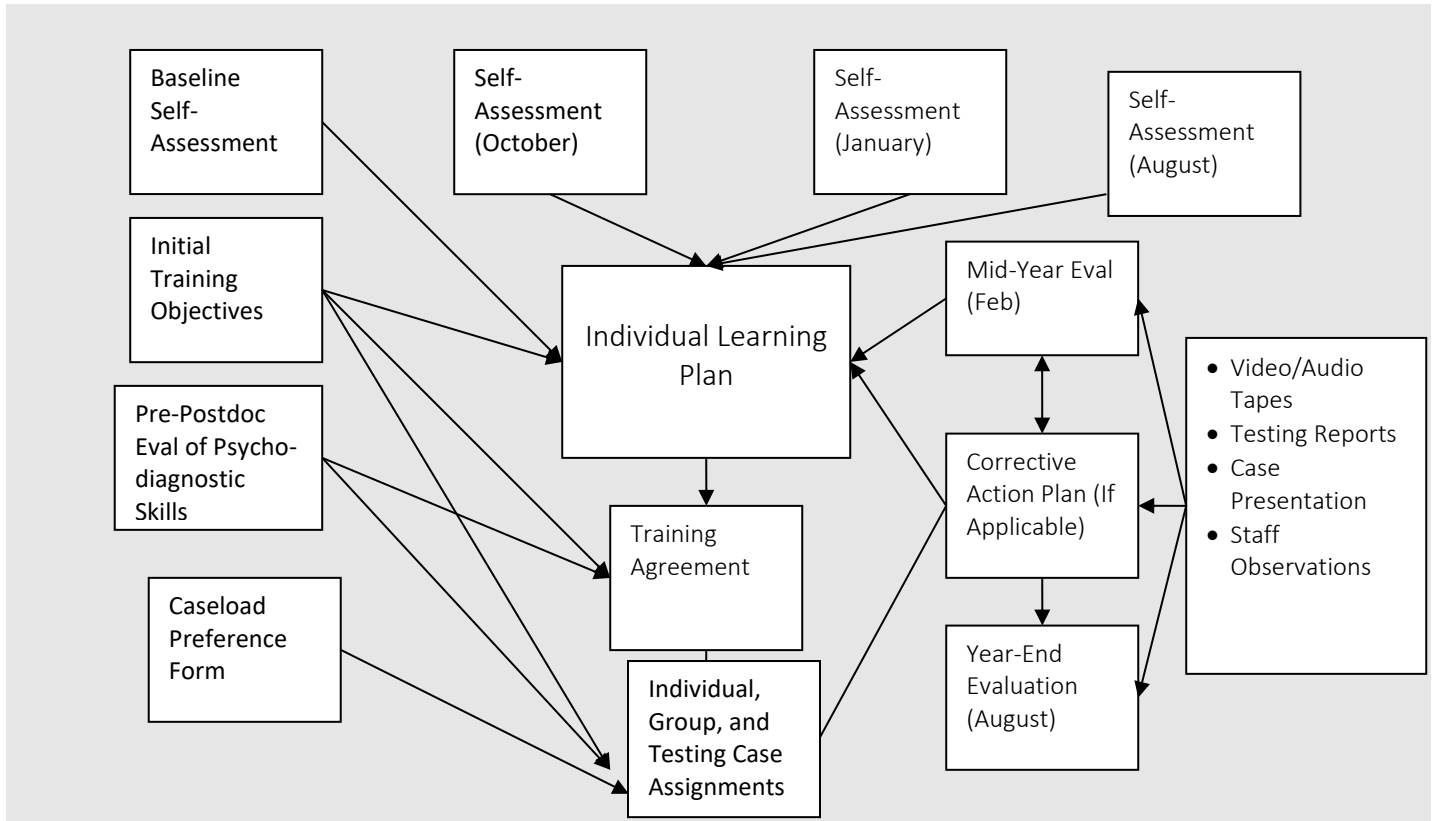 Baseline
Self-
Assessment
Self-
Assessment
(October)
Self-
Assessment
(January)
Self-
Assessment
(August)
Initial
Training
Objectives
Individual Learning
Plan
Mid-Year Eval
(Feb)
• Video/Audio
Tapes
• Testing Reports
• Case
Presentation
• Staff
Observations
Pre-Postdoc
Eval of Psycho-
diagnostic
Skills
Corrective
Action Plan (If
Applicable)
Training
Agreement
Caseload
Preference
Form
Year-End
Evaluation
(August)
Individual,
Group, and
Testing Case
Assignments